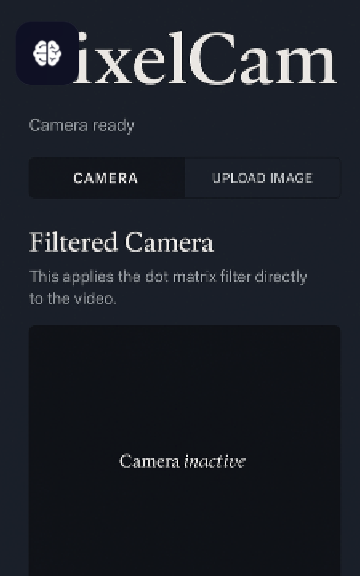 ixelCam
Camera ready
CAMERA
UPLOAD IMAGE
Filtered Camera
This applies the dot matrix filter directly
to the video.
Camera inactive